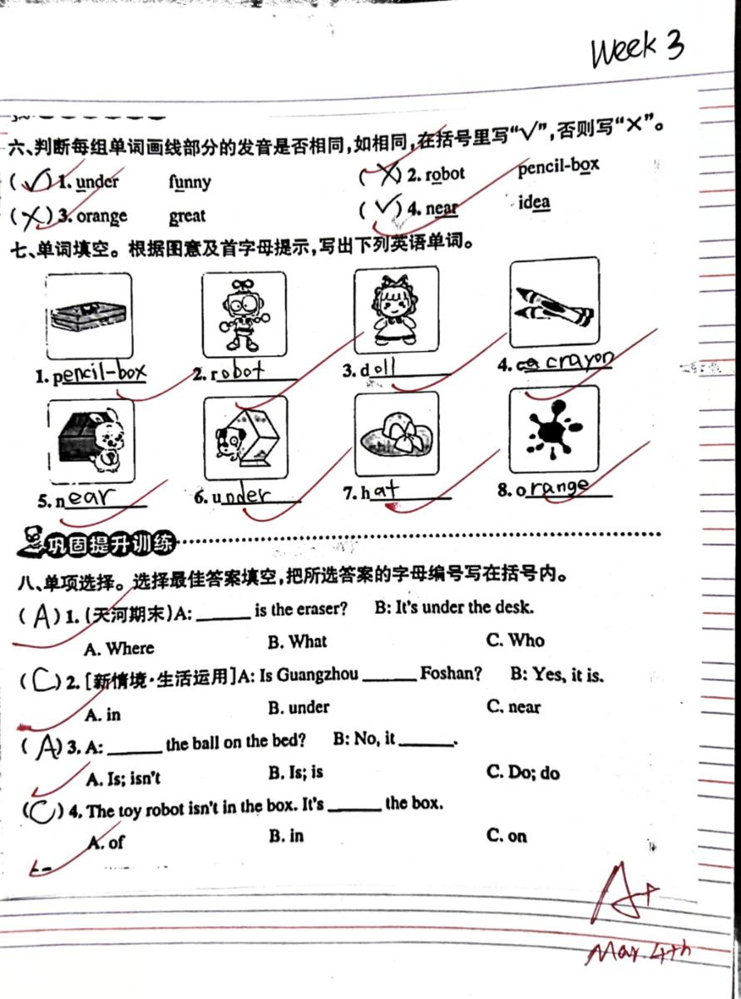 Week 3
六、判断每组单词画线部分的发音是否相同,如相同,在括号里写“√”,否则写“×”。
(√)1. under funny (×)2. robot pencil-box
(×)3. orange great (√)4. near idea
七、单词填空。根据图意及首字母提示,写出下列英语单词。
1. pencil-box 2. robot 3. doll 4. crayon
5. near 6. under 7. hat 8. orange
巩固提升训练
八、单项选择。选择最佳答案填空,把所选答案的字母编号写在括号内。
(A)1. (天河期末)A: ______ is the eraser? B: It's under the desk.
A. Where B. What C. Who
(C)2. [新情境·生活运用]A: Is Guangzhou ______ Foshan? B: Yes, it is.
A. in B. under C. near
(A)3. A: ______ the ball on the bed? B: No, it ______.
A. Is; isn't B. Is; is C. Do; do
(C)4. The toy robot isn't in the box. It's ______ the box.
A. of B. in C. on
A+
Mar. 4th